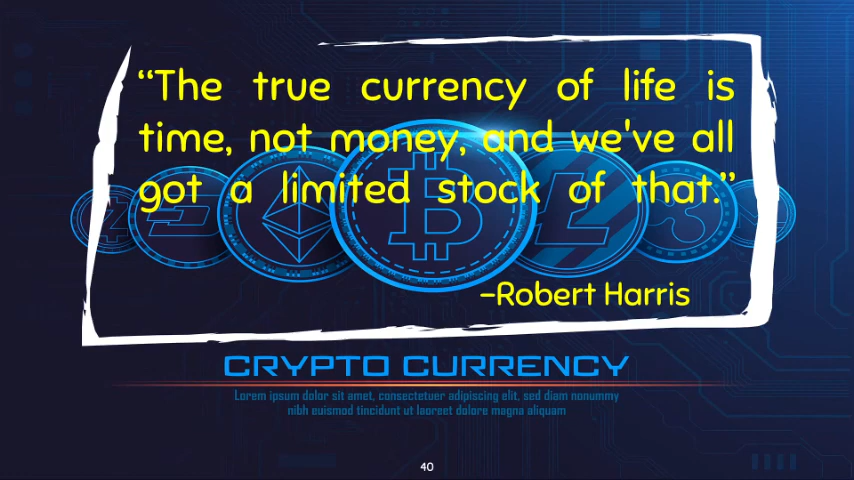 “The true currency of life is
time, not money, and we've all
got a limited stock of that.”
–Robert Harris
CRYPTO CURRENCY
Lorem ipsum dolor sit amet, consectetuer adipiscing elit, sed diam nonummy
nibh euismod tincidunt ut laoreet dolore magna aliquam
40